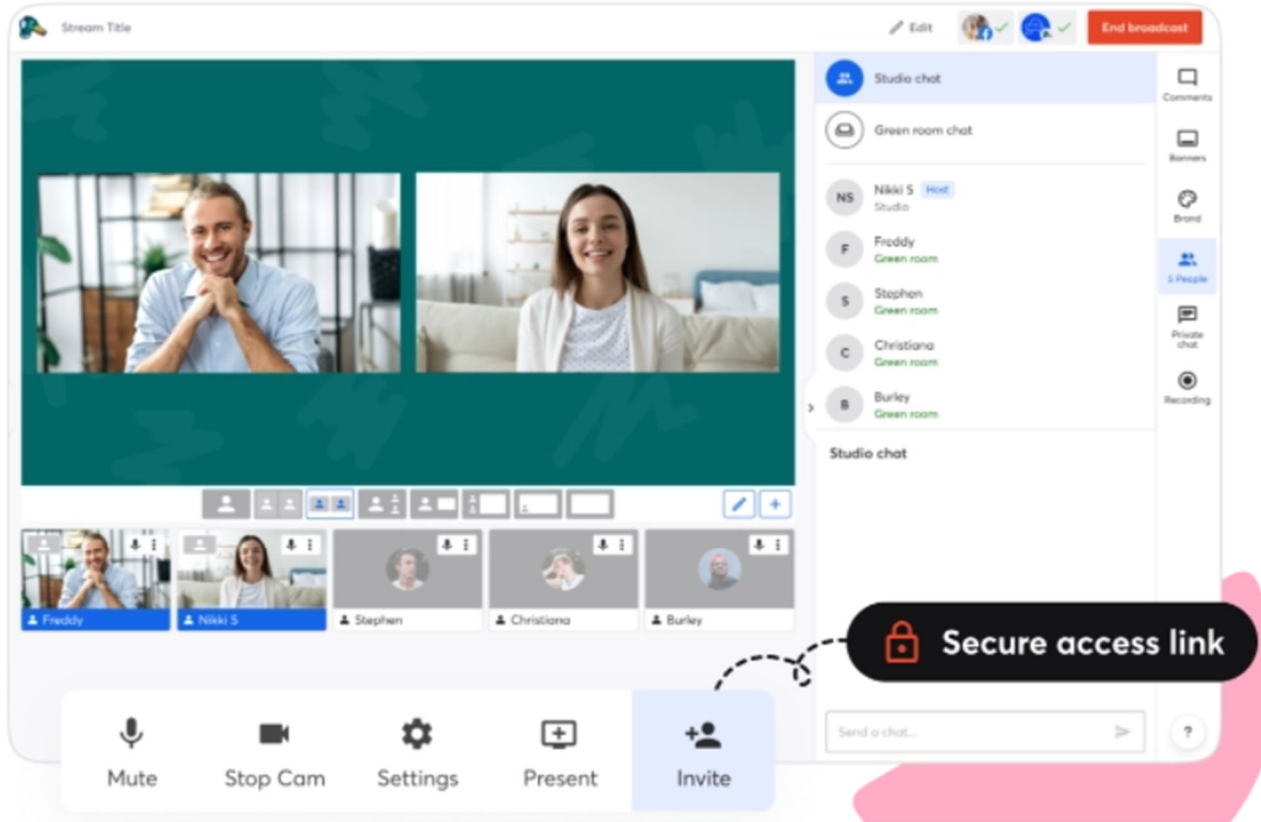 Stream Title
Edit
End broadcast
Studio chat
Green room chat
NS
Nikki S
Host
Studio
F
Freddy
Green room
S
Stephen
Green room
C
Christiana
Green room
B
Burley
Green room
Studio chat
Comments
Banners
Brand
5 People
Private
chat
Recording
Freddy
Nikki S
Stephen
Christiana
Burley
Secure access link
Send a chat...
?
Mute
Stop Cam
Settings
Present
Invite